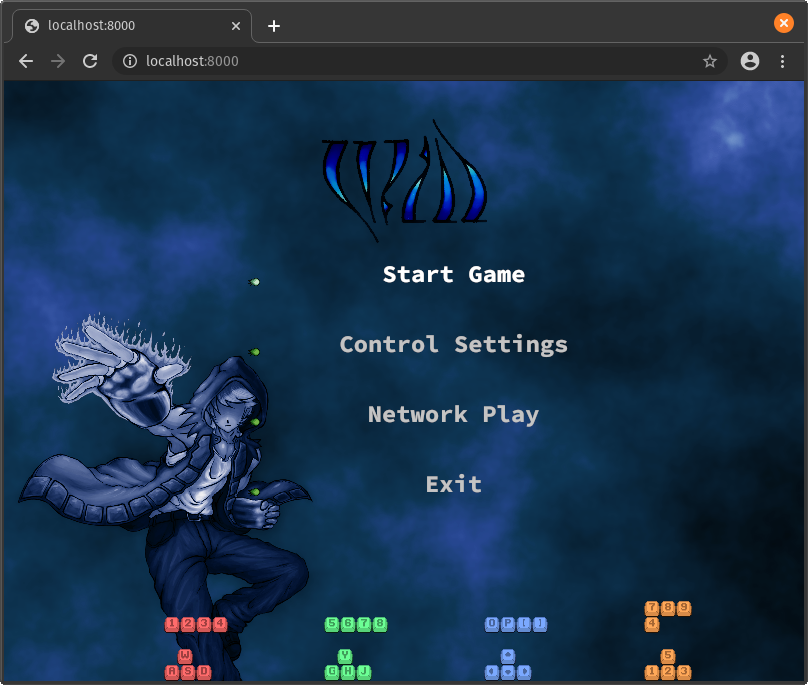 localhost:8000
localhost:8000
Start Game
Control Settings
Network Play
Exit
7 8 9
1 2 3 4
5 6 7 8
O P [ ]
4
W
Y
5
A S D
G H J
1 2 3